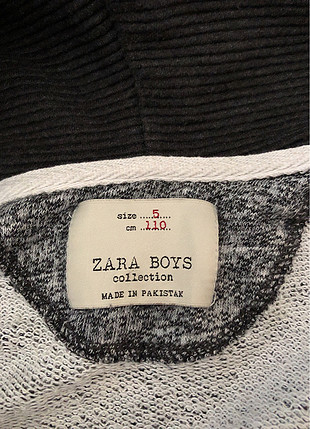 size .....5.....
cm ..110..
ZARA BOYS
collection
MADE IN PAKISTAN